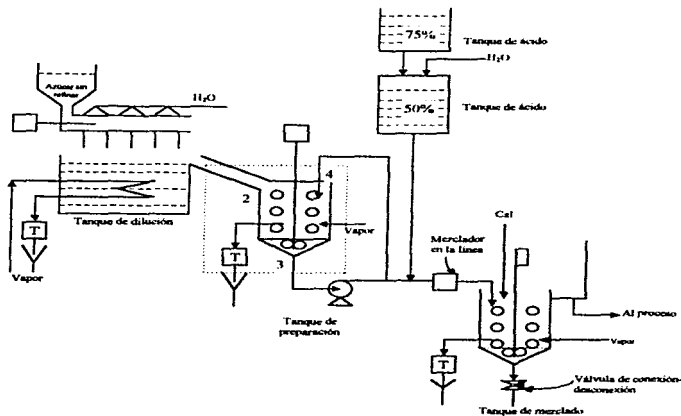 75%
Tanque de ácido
H₂O
50%
Tanque de ácido
Azúcar sin
refinar
H₂O
Tanque de dilución
T
Vapor
2
4
Vapor
3
T
Tanque de
preparación
Cal
Mezclador
en la línea
Al proceso
Vapor
T
Válvula de conexión-
desconexión
Tanque de mezclado